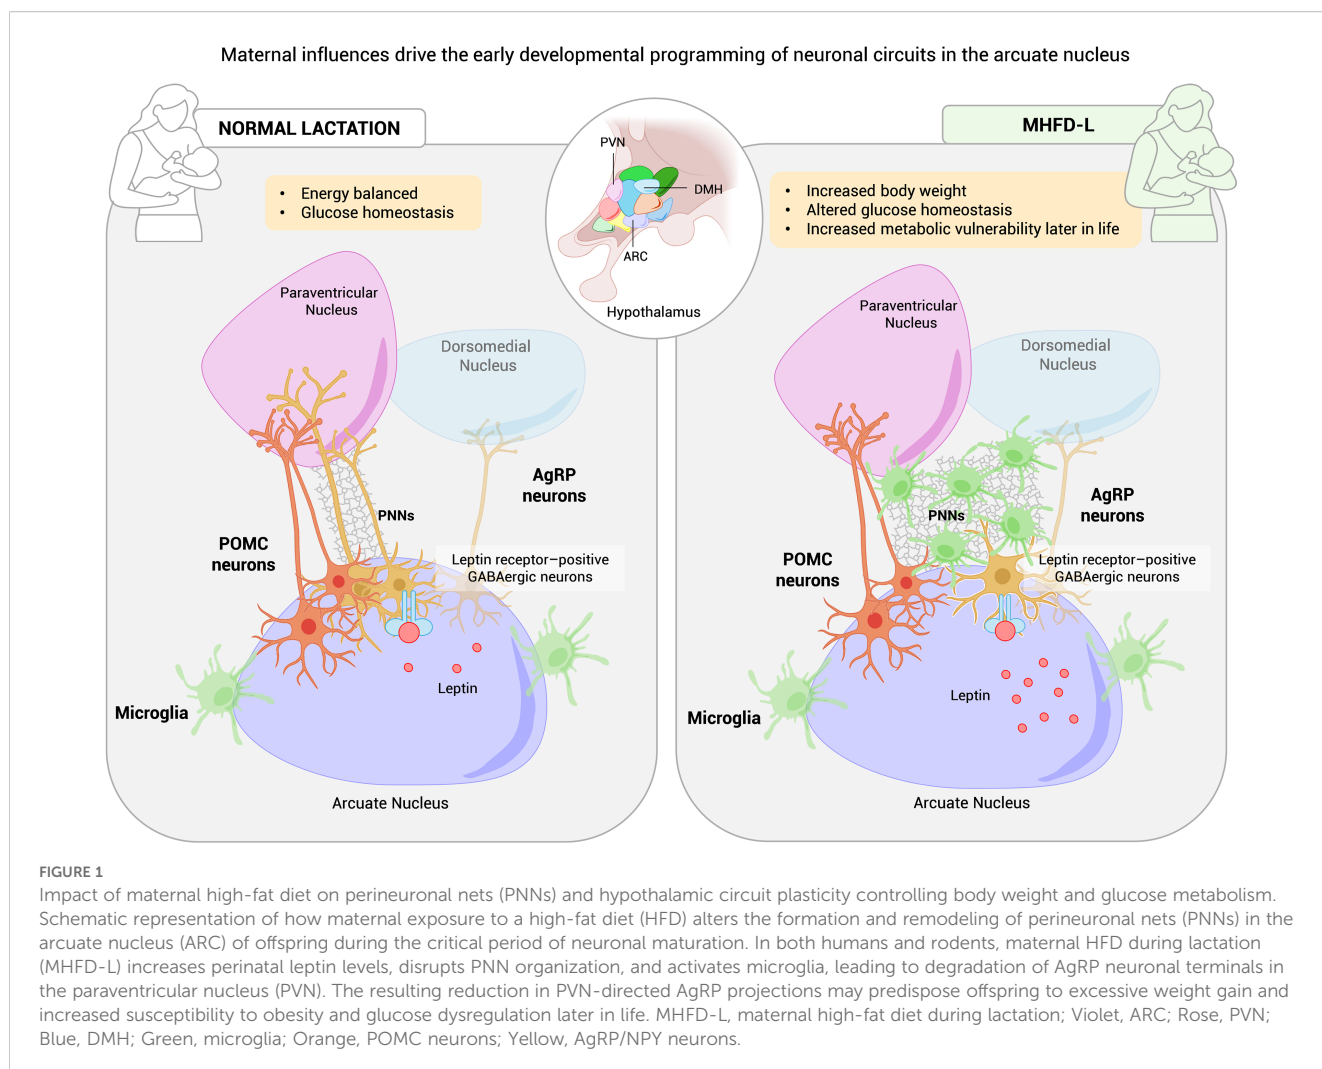 Maternal influences drive the early developmental programming of neuronal circuits in the arcuate nucleus
NORMAL LACTATION
• Energy balanced
• Glucose homeostasis
PVN
DMH
ARC
Hypothalamus
MHFD-L
• Increased body weight
• Altered glucose homeostasis
• Increased metabolic vulnerability later in life
Paraventricular
Nucleus
Dorsomedial
Nucleus
AgRP
neurons
PNNs
POMC
neurons
Leptin receptor–positive
GABAergic neurons
Leptin
Microglia
Arcuate Nucleus
Paraventricular
Nucleus
Dorsomedial
Nucleus
AgRP
neurons
PNNs
POMC
neurons
Leptin receptor–positive
GABAergic neurons
Leptin
Microglia
Arcuate Nucleus
FIGURE 1
Impact of maternal high-fat diet on perineuronal nets (PNNs) and hypothalamic circuit plasticity controlling body weight and glucose metabolism.
Schematic representation of how maternal exposure to a high-fat diet (HFD) alters the formation and remodeling of perineuronal nets (PNNs) in the
arcuate nucleus (ARC) of offspring during the critical period of neuronal maturation. In both humans and rodents, maternal HFD during lactation
(MHFD-L) increases perinatal leptin levels, disrupts PNN organization, and activates microglia, leading to degradation of AgRP neuronal terminals in
the paraventricular nucleus (PVN). The resulting reduction in PVN-directed AgRP projections may predispose offspring to excessive weight gain and
increased susceptibility to obesity and glucose dysregulation later in life. MHFD-L, maternal high-fat diet during lactation; Violet, ARC; Rose, PVN;
Blue, DMH; Green, microglia; Orange, POMC neurons; Yellow, AgRP/NPY neurons.